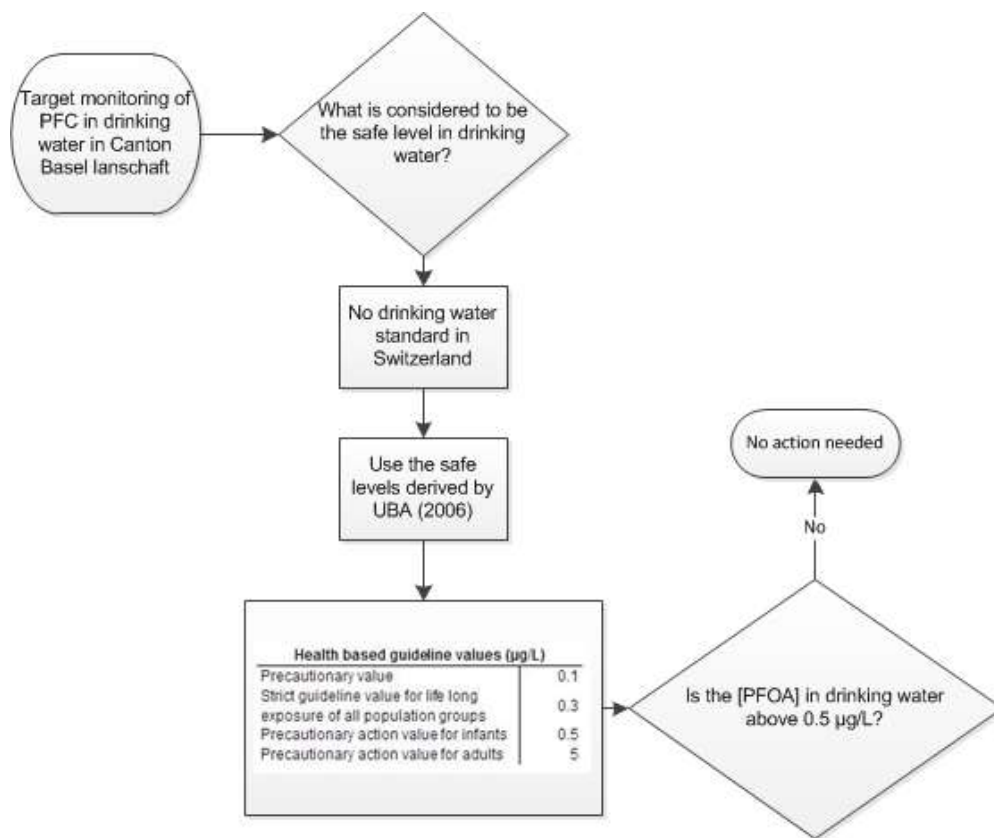 Target monitoring of
PFC in drinking
water in Canton
Basel lanschaft
What is considered to be
the safe level in drinking
water?
No drinking water
standard in
Switzerland
Use the safe
levels derived by
UBA (2006)
Health based guideline values (µg/L)
Precautionary value 0.1
Strict guideline value for life long
exposure of all population groups 0.3
Precautionary action value for infants 0.5
Precautionary action value for adults 5
Is the [PFOA] in drinking water
above 0.5 µg/L?
No
No action needed